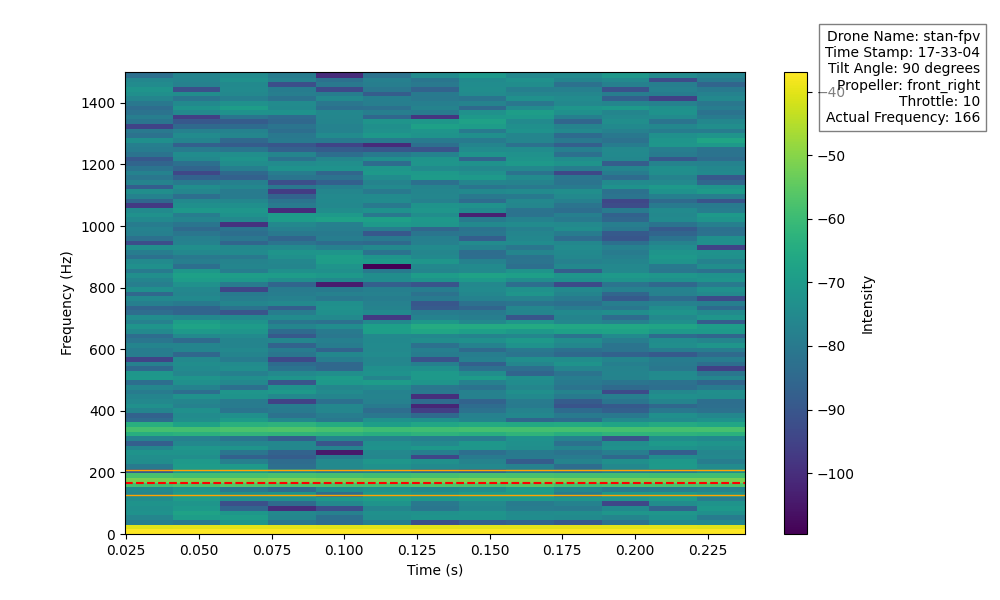 Drone Name: stan-fpv
Time Stamp: 17-33-04
Tilt Angle: 90 degrees
Propeller: front_right
Throttle: 10
Actual Frequency: 166
1400
1200
1000
800
600
400
200
0
Frequency (Hz)
0.025 0.050 0.075 0.100 0.125 0.150 0.175 0.200 0.225
Time (s)
−40
−50
−60
−70
−80
−90
−100
Intensity